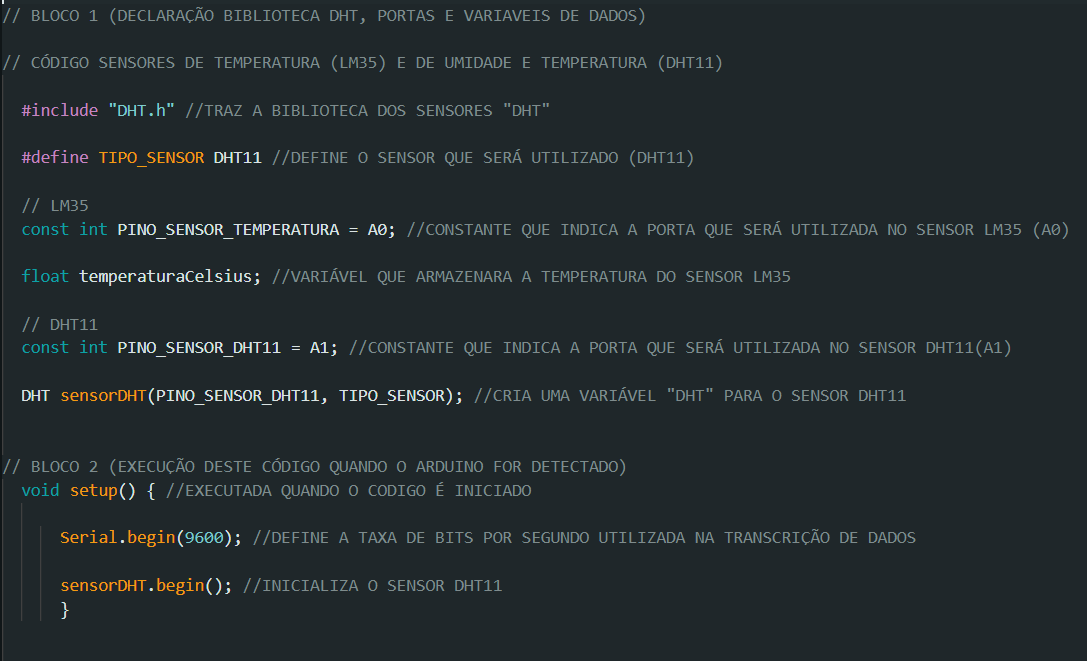 // BLOCO 1 (DECLARAÇÃO BIBLIOTECA DHT, PORTAS E VARIAVEIS DE DADOS)
// CÓDIGO SENSORES DE TEMPERATURA (LM35) E DE UMIDADE E TEMPERATURA (DHT11)
#include "DHT.h" //TRAZ A BIBLIOTECA DOS SENSORES "DHT"
#define TIPO_SENSOR DHT11 //DEFINE O SENSOR QUE SERÁ UTILIZADO (DHT11)
// LM35
const int PINO_SENSOR_TEMPERATURA = A0; //CONSTANTE QUE INDICA A PORTA QUE SERÁ UTILIZADA NO SENSOR LM35 (A0)
float temperaturaCelsius; //VARIÁVEL QUE ARMAZENARA A TEMPERATURA DO SENSOR LM35
// DHT11
const int PINO_SENSOR_DHT11 = A1; //CONSTANTE QUE INDICA A PORTA QUE SERÁ UTILIZADA NO SENSOR DHT11(A1)
DHT sensorDHT(PINO_SENSOR_DHT11, TIPO_SENSOR); //CRIA UMA VARIÁVEL "DHT" PARA O SENSOR DHT11
// BLOCO 2 (EXECUÇÃO DESTE CÓDIGO QUANDO O ARDUINO FOR DETECTADO)
void setup() { //EXECUTADA QUANDO O CODIGO É INICIADO
Serial.begin(9600); //DEFINE A TAXA DE BITS POR SEGUNDO UTILIZADA NA TRANSCRIÇÃO DE DADOS
sensorDHT.begin(); //INICIALIZA O SENSOR DHT11
}